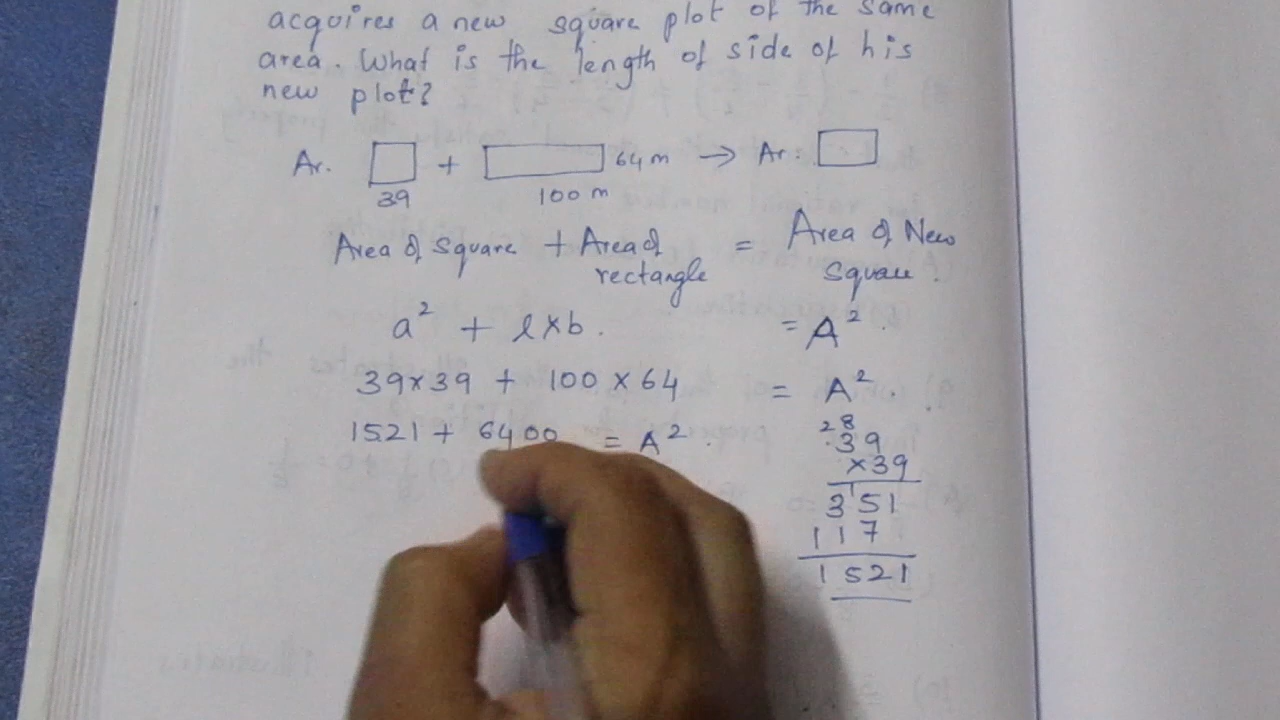 acquires a new square plot of the same
area. What is the length of side of his
new plot?
Ar. + 64 m → Ar.
39 100 m
Area of square + Area of rectangle = Area of New square.
a² + l×b. = A².
39×39 + 100 × 64 = A².
1521 + 6400 = A².
28
39
×39
351
117
1521